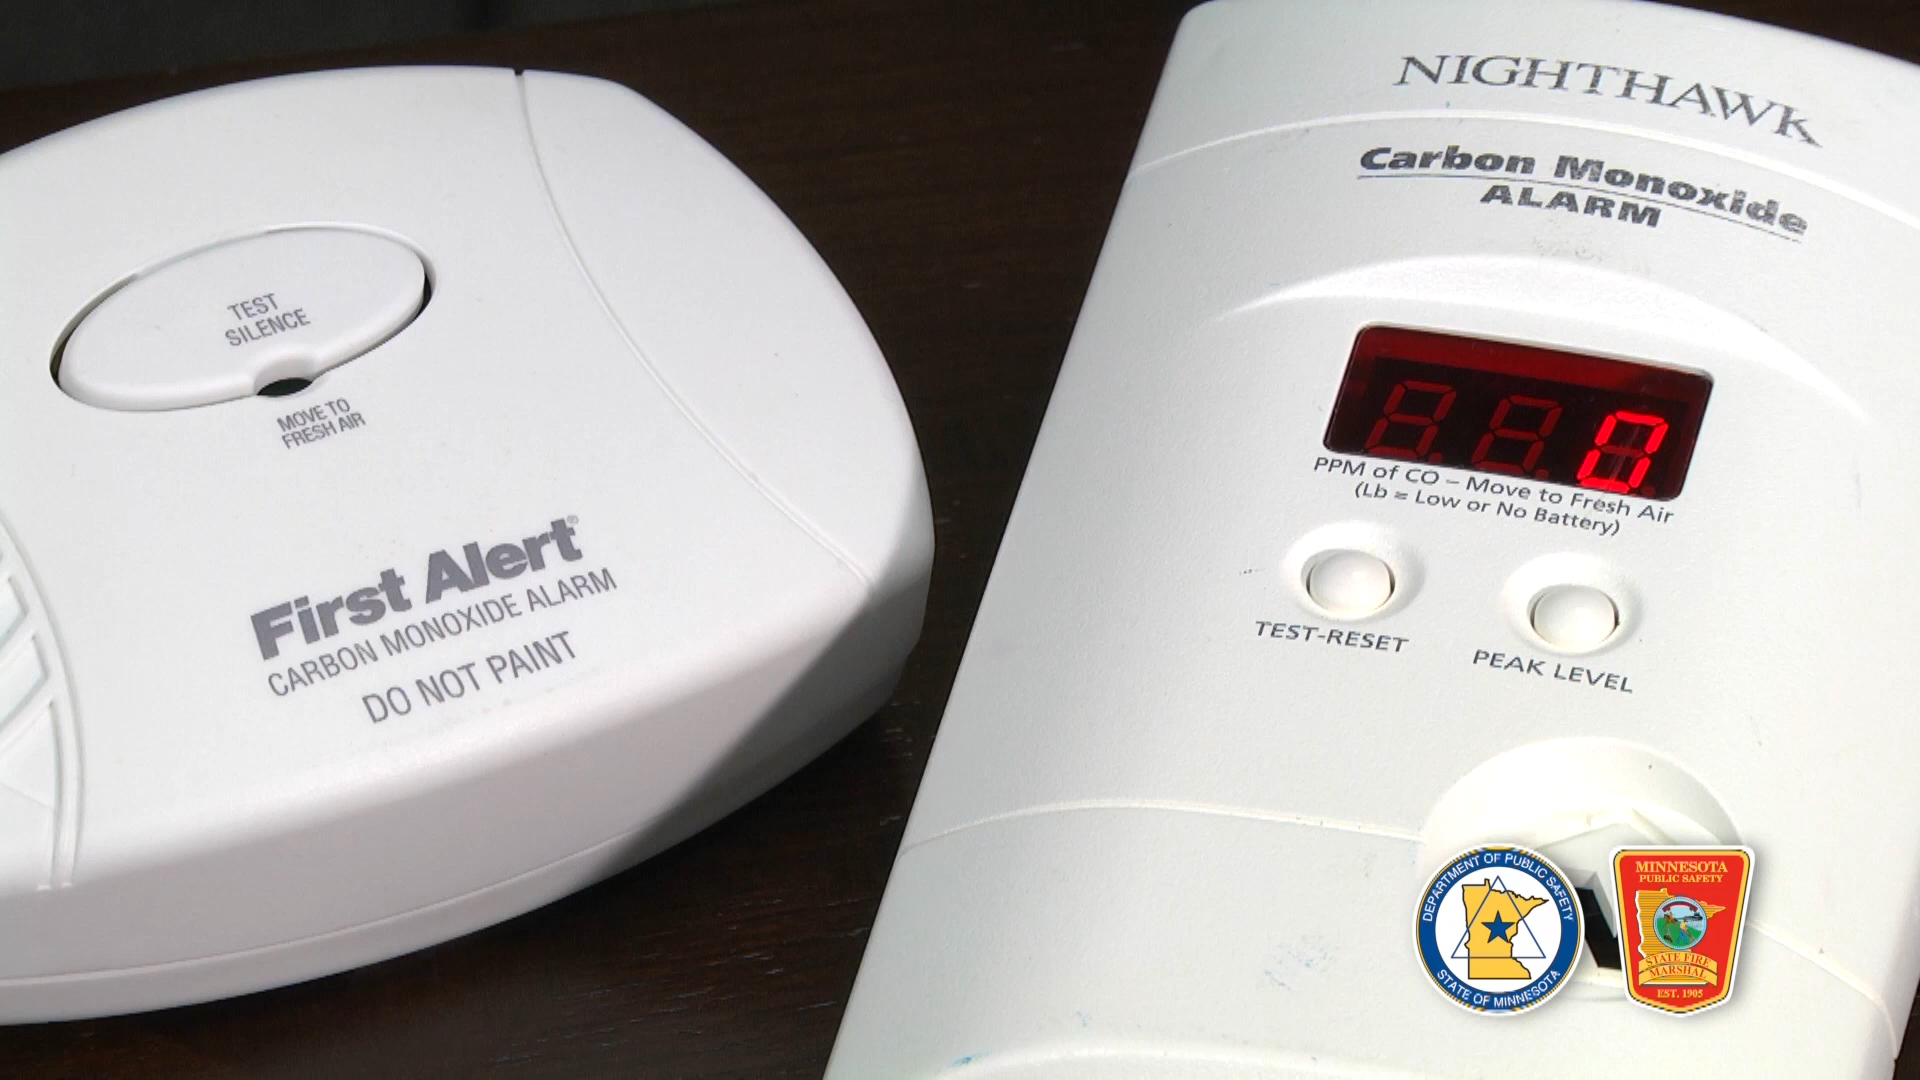 TEST
SILENCE
MOVE TO
FRESH AIR
First Alert®
CARBON MONOXIDE ALARM
DO NOT PAINT
NIGHTHAWK
Carbon Monoxide
ALARM
0
PPM of CO – Move to Fresh Air
(Lb = Low or No Battery)
TEST-RESET
PEAK LEVEL
DEPARTMENT OF PUBLIC SAFETY
STATE OF MINNESOTA
MINNESOTA
PUBLIC SAFETY
STATE FIRE
MARSHAL
EST. 1905